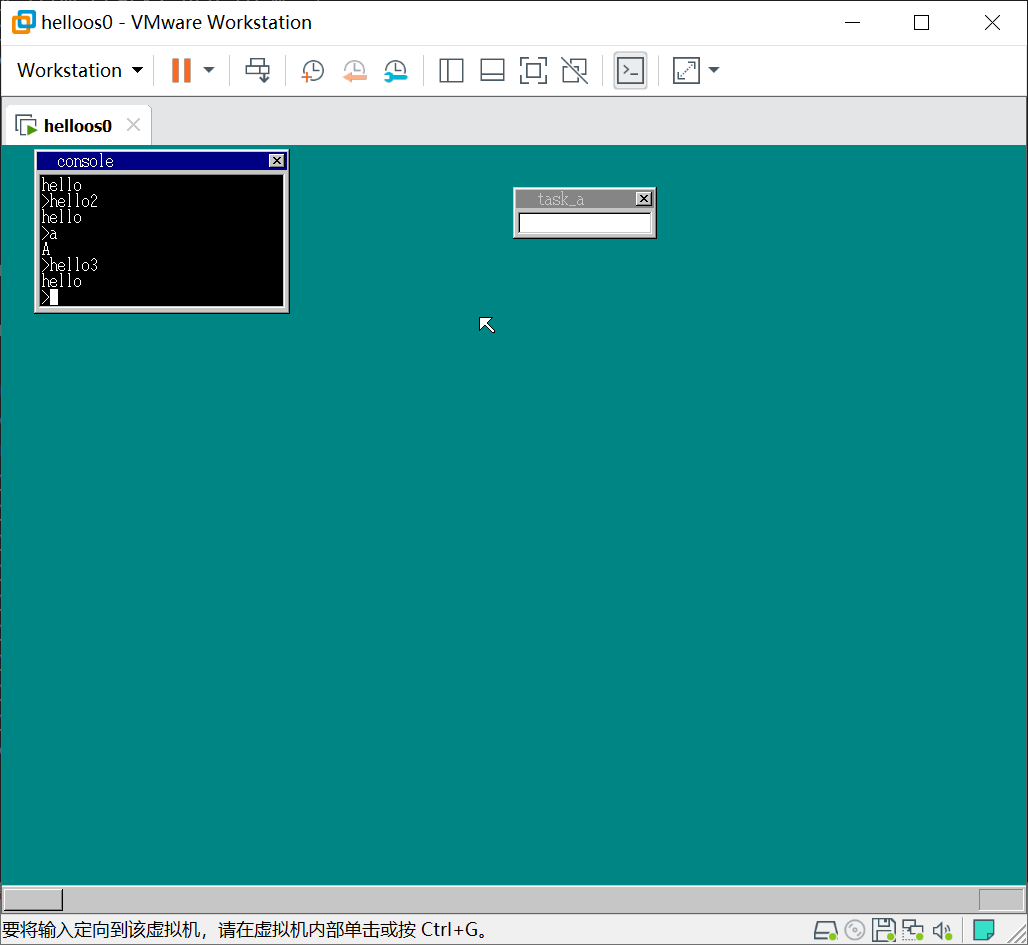 helloos0 - VMware Workstation
Workstation
helloos0
console
hello
>hello2
hello
>a
A
>hello3
hello
>
task_a
要将输入定向到该虚拟机，请在虚拟机内部单击或按 Ctrl+G。